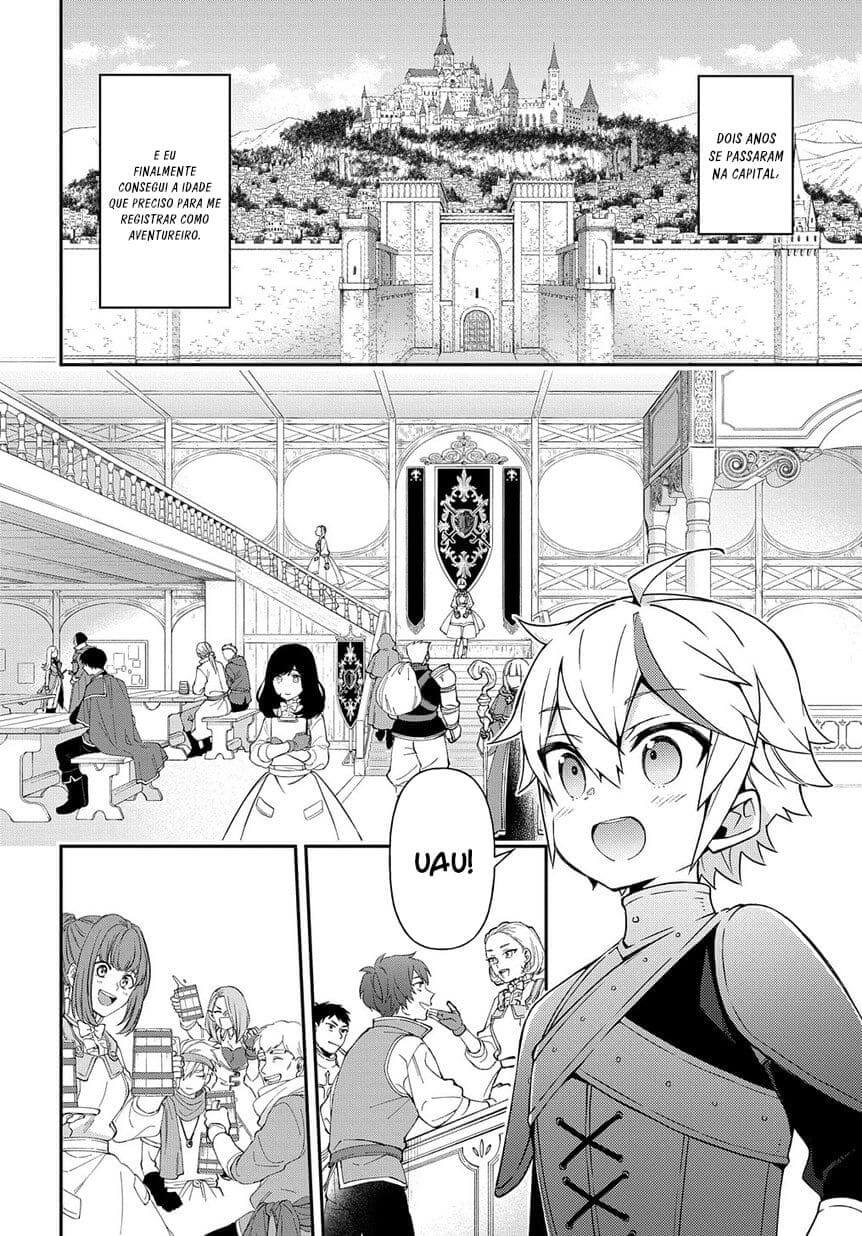 DOIS ANOS
SE PASSARAM
NA CAPITAL,
E EU
FINALMENTE
CONSEGUI A IDADE
QUE PRECISO PARA ME
REGISTRAR COMO
AVENTUREIRO.
UAU!